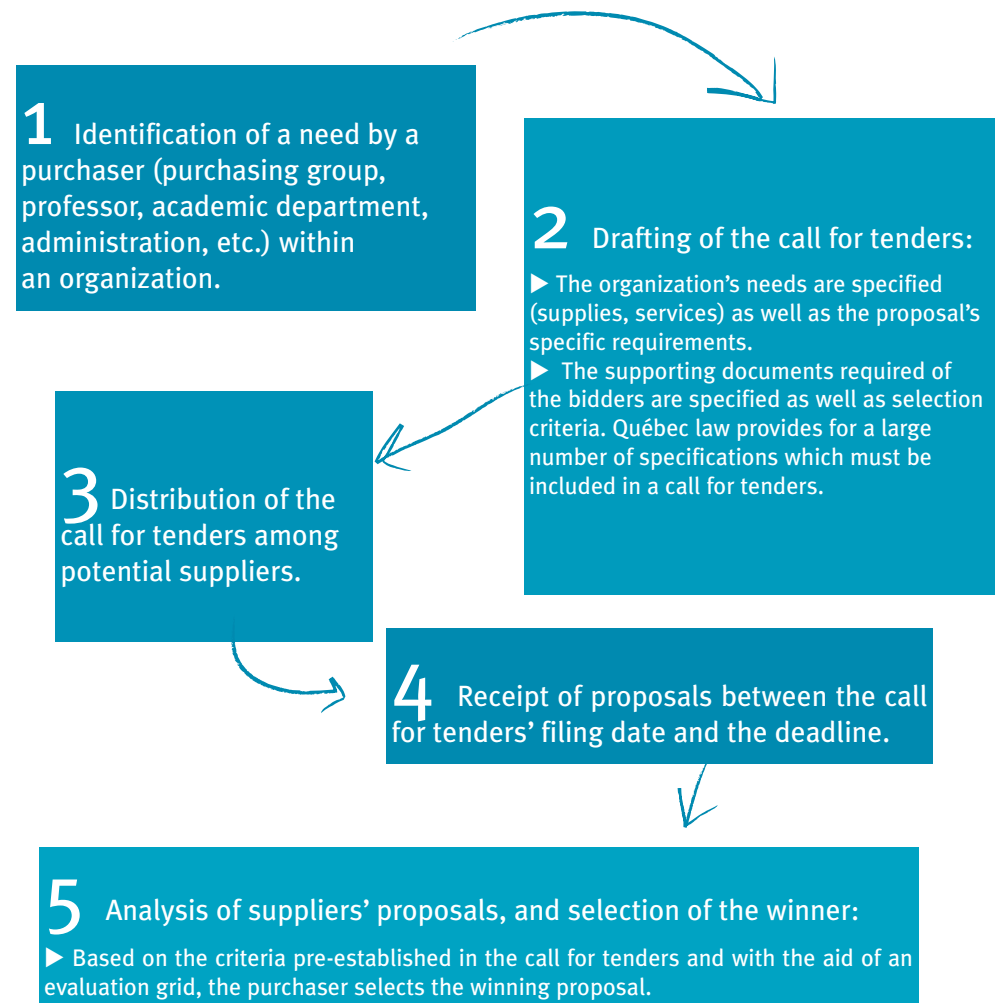 1 Identification of a need by a
purchaser (purchasing group,
professor, academic department,
administration, etc.) within
an organization.
2 Drafting of the call for tenders:
▶ The organization’s needs are specified
(supplies, services) as well as the proposal’s
specific requirements.
▶ The supporting documents required of
the bidders are specified as well as selection
criteria. Québec law provides for a large
number of specifications which must be
included in a call for tenders.
3 Distribution of the
call for tenders among
potential suppliers.
4 Receipt of proposals between the call
for tenders’ filing date and the deadline.
5 Analysis of suppliers’ proposals, and selection of the winner:
▶ Based on the criteria pre-established in the call for tenders and with the aid of an
evaluation grid, the purchaser selects the winning proposal.